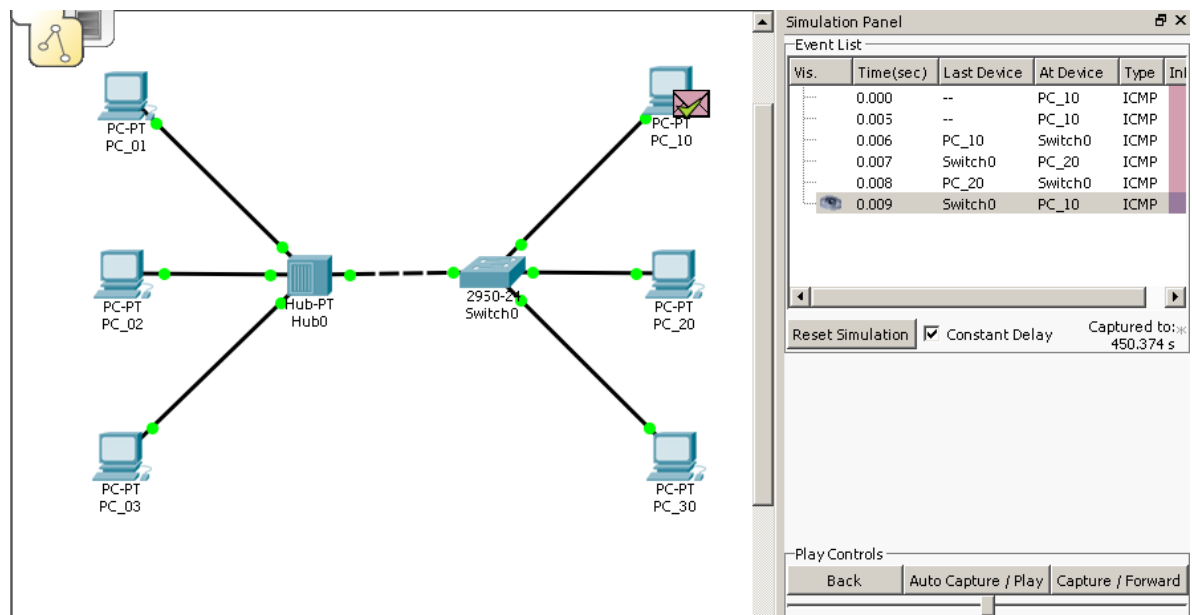 PC-PT
PC_01
PC-PT
PC_10
PC-PT
PC_02
Hub-PT
Hub0
2950-24
Switch0
PC-PT
PC_20
PC-PT
PC_03
PC-PT
PC_30
Simulation Panel
Event List
Vis. Time(sec) Last Device At Device Type
0.000 -- PC_10 ICMP
0.005 -- PC_10 ICMP
0.006 PC_10 Switch0 ICMP
0.007 Switch0 PC_20 ICMP
0.008 PC_20 Switch0 ICMP
0.009 Switch0 PC_10 ICMP
Reset Simulation Constant Delay Captured to:
450.374 s
Play Controls
Back Auto Capture / Play Capture / Forward